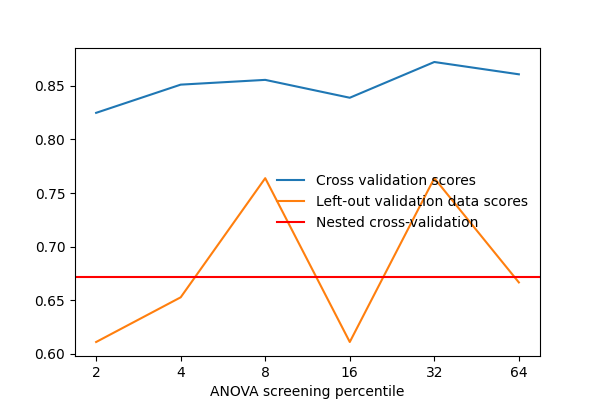 0.85
0.80
0.75
0.70
0.65
0.60
Cross validation scores
Left-out validation data scores
Nested cross-validation
2 4 8 16 32 64
ANOVA screening percentile